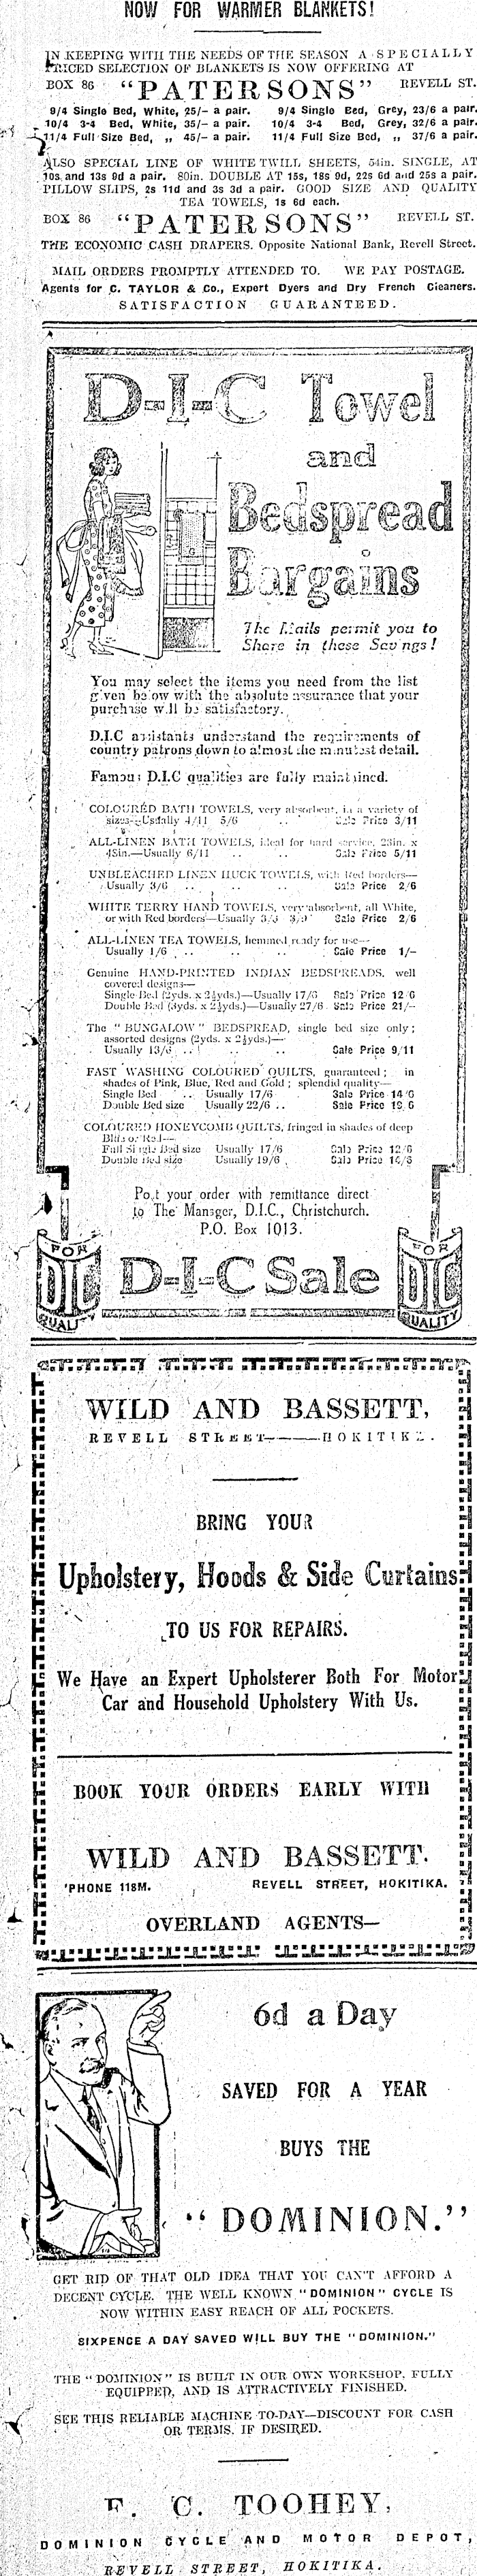 NOW FOR WARMER BLANKETS!
IN KEEPING WITH THE NEEDS OF THE SEASON A SPECIALLY
PRICED SELECTION OF BLANKETS IS NOW OFFERING AT
BOX 86 "PATERSONS" REVELL ST.
9/4 Single Bed, White, 25/- a pair. 9/4 Single Bed, Grey, 23/6 a pair.
10/4 3-4 Bed, White, 35/- a pair. 10/4 3-4 Bed, Grey, 32/6 a pair.
11/4 Full Size Bed, ,, 45/- a pair. 11/4 Full Size Bed, ,, 37/6 a pair.
ALSO SPECIAL LINE OF WHITE TWILL SHEETS, 54in. SINGLE, AT
10s and 13s 9d a pair. 80in. DOUBLE AT 15s, 18s 9d, 22s 6d and 25s a pair.
PILLOW SLIPS, 2s 11d and 3s 3d a pair. GOOD SIZE AND QUALITY
TEA TOWELS, 1s 6d each.
BOX 86 "PATERSONS" REVELL ST.
THE ECONOMIC CASH DRAPERS. Opposite National Bank, Revell Street.
MAIL ORDERS PROMPTLY ATTENDED TO. WE PAY POSTAGE.
Agents for C. TAYLOR & Co., Expert Dyers and Dry French Cleaners.
SATISFACTION GUARANTEED.
D-I-C Towel
and
Bedspread
Bargains
The Mails permit you to
Share in these Savings!
You may select the items you need from the list
given below with the absolute assurance that your
purchase will be satisfactory.
D.I.C assistants understand the requirements of
country patrons down to almost the minutest detail.
Famous D.I.C qualities are fully maintained.
COLOURED BATH TOWELS, very absorbent, in a variety of
sizes—Usually 4/11 5/6 .. Sale Price 3/11
ALL-LINEN BATH TOWELS, ideal for hard service, 23in. x
48in.—Usually 6/11 .. .. Sale Price 5/11
UNBLEACHED LINEN HUCK TOWELS, with Red borders—
Usually 3/6 .. .. Sale Price 2/6
WHITE TERRY HAND TOWELS, very absorbent, all White,
or with Red borders—Usually 3/3 3/9 Sale Price 2/6
ALL-LINEN TEA TOWELS, hemmed ready for use—
Usually 1/6 .. .. .. Sale Price 1/-
Genuine HAND-PRINTED INDIAN BEDSPREADS, well
covered designs—
Single Bed (2yds. x 2½yds.)—Usually 17/6 Sale Price 12/6
Double Bed (3yds. x 2½yds.)—Usually 27/6 Sale Price 21/-
The "BUNGALOW" BEDSPREAD, single bed size only;
assorted designs (2yds. x 2½yds.)—
Usually 13/6 .. .. .. Sale Price 9/11
FAST WASHING COLOURED QUILTS, guaranteed; in
shades of Pink, Blue, Red and Gold; splendid quality—
Single Bed .. Usually 17/6 Sale Price 14/6
Double Bed size Usually 22/6 .. Sale Price
COLOURED HONEYCOMB QUILTS, fringed in shades of deep
Blue or Red—
Full Single Bed size Usually 17/6 Sale Price 12/6
Double Bed size Usually 19/6 Sale Price
Post your order with remittance direct
to The Manager, D.I.C., Christchurch.
P.O. Box 1013.
FOR DIC QUALITY
D-I-C Sale
FOR DIC QUALITY
WILD AND BASSETT,
REVELL STREET———HOKITIKA.
BRING YOUR
Upholstery, Hoods & Side Curtains
TO US FOR REPAIRS.
We Have an Expert Upholsterer Both For Motor
Car and Household Upholstery With Us.
BOOK YOUR ORDERS EARLY WITH
WILD AND BASSETT.
'PHONE 118M. REVELL STREET, HOKITIKA.
OVERLAND AGENTS—
6d a Day
SAVED FOR A YEAR
BUYS THE
"DOMINION."
GET RID OF THAT OLD IDEA THAT YOU CAN'T AFFORD A
DECENT CYCLE. THE WELL KNOWN "DOMINION" CYCLE IS
NOW WITHIN EASY REACH OF ALL POCKETS.
SIXPENCE A DAY SAVED WILL BUY THE "DOMINION."
THE "DOMINION" IS BUILT IN OUR OWN WORKSHOP, FULLY
EQUIPPED, AND IS ATTRACTIVELY FINISHED.
SEE THIS RELIABLE MACHINE TO-DAY—DISCOUNT FOR CASH
OR TERMS, IF DESIRED.
F. C. TOOHEY,
DOMINION CYCLE AND MOTOR DEPOT,
REVELL STREET, HOKITIKA.